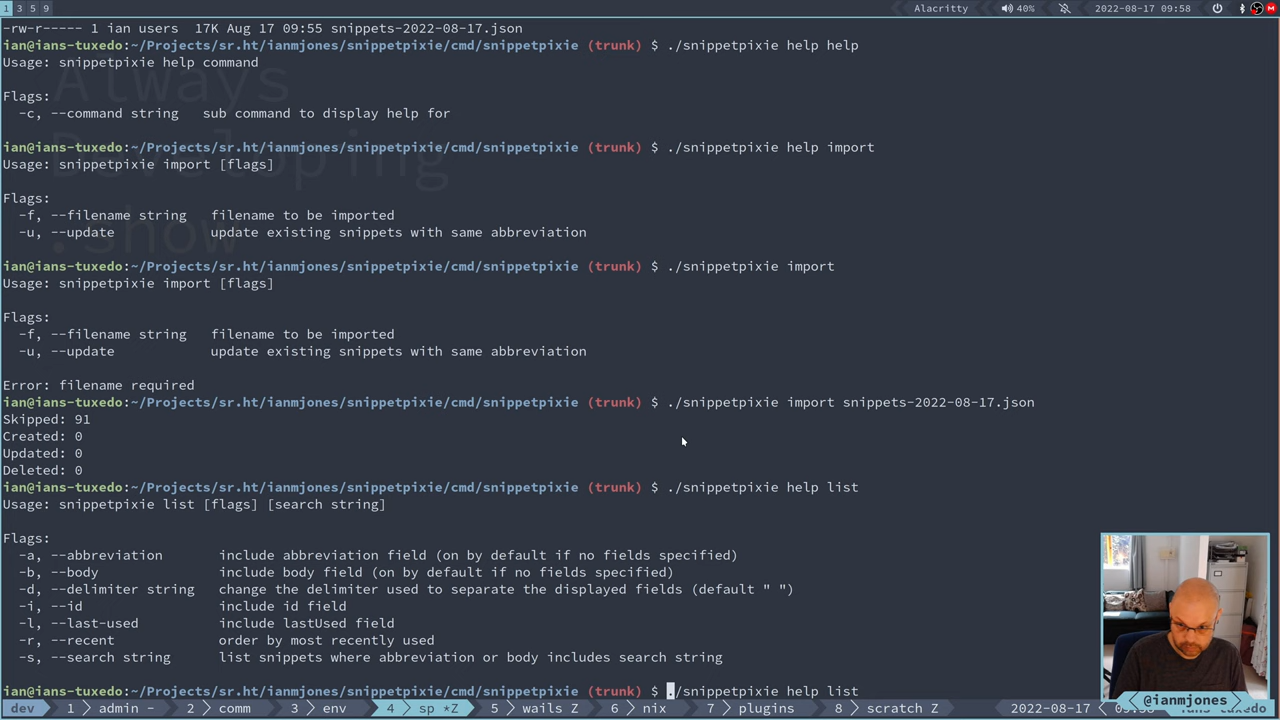 1 3 5 9 Alacritty 40% 2022-08-17 09:58 M
-rw-r----- 1 ian users 17K Aug 17 09:55 snippets-2022-08-17.json
ian@ians-tuxedo:~/Projects/sr.ht/ianmjones/snippetpixie/cmd/snippetpixie (trunk) $ ./snippetpixie help help
Usage: snippetpixie help command
Always
Flags:
-c, --command string sub command to display help for
ian@ians-tuxedo:~/Projects/sr.ht/ianmjones/snippetpixie/cmd/snippetpixie (trunk) $ ./snippetpixie help import
Developing
Usage: snippetpixie import [flags]
Flags:
-f, --filename string filename to be imported
-u, --update update existing snippets with same abbreviation
.show
ian@ians-tuxedo:~/Projects/sr.ht/ianmjones/snippetpixie/cmd/snippetpixie (trunk) $ ./snippetpixie import
Usage: snippetpixie import [flags]
Flags:
-f, --filename string filename to be imported
-u, --update update existing snippets with same abbreviation
Error: filename required
ian@ians-tuxedo:~/Projects/sr.ht/ianmjones/snippetpixie/cmd/snippetpixie (trunk) $ ./snippetpixie import snippets-2022-08-17.json
Skipped: 91
Created: 0
Updated: 0
Deleted: 0
ian@ians-tuxedo:~/Projects/sr.ht/ianmjones/snippetpixie/cmd/snippetpixie (trunk) $ ./snippetpixie help list
Usage: snippetpixie list [flags] [search string]
Flags:
-a, --abbreviation include abbreviation field (on by default if no fields specified)
-b, --body include body field (on by default if no fields specified)
-d, --delimiter string change the delimiter used to separate the displayed fields (default " ")
-i, --id include id field
-l, --last-used include lastUsed field
-r, --recent order by most recently used
-s, --search string list snippets where abbreviation or body includes search string
ian@ians-tuxedo:~/Projects/sr.ht/ianmjones/snippetpixie/cmd/snippetpixie (trunk) $ ./snippetpixie help list
@ianmjones
dev 1 admin - 2 comm 3 env 4 sp *Z 5 wails Z 6 nix 7 plugins 8 scratch Z 2022-08-17